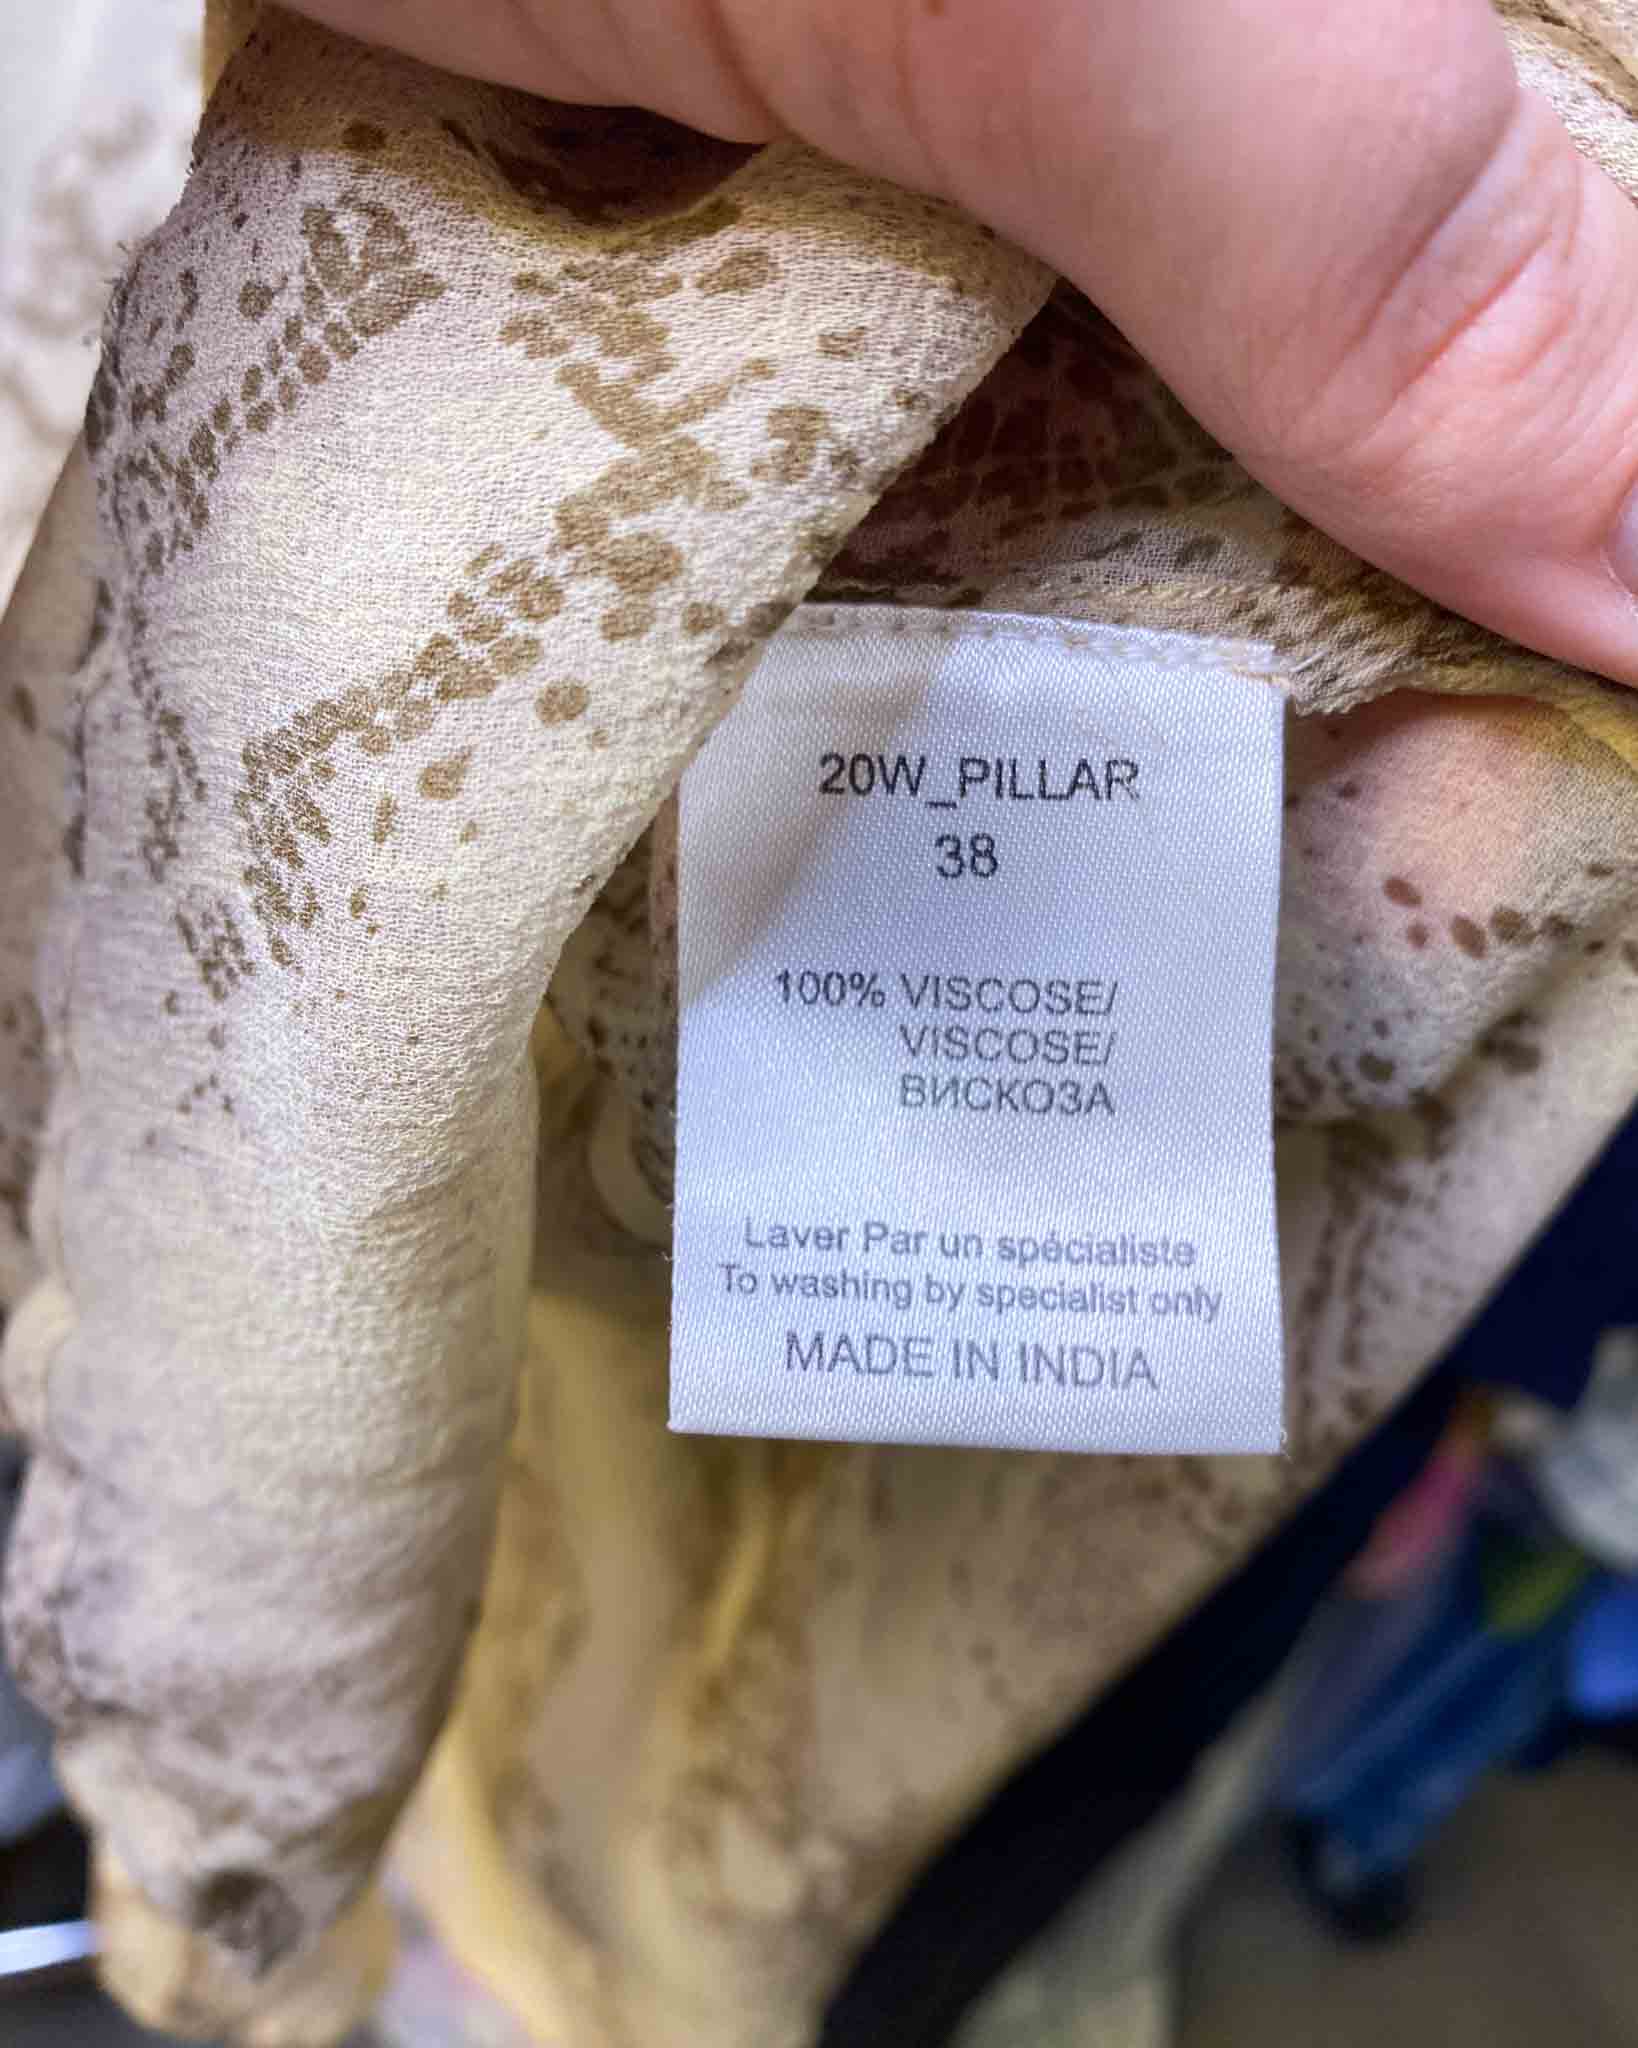 20W_PILLAR
38
100% VISCOSE/
VISCOSE/
ВИСКОЗА
Laver Par un spécialiste
To washing by specialist only
MADE IN INDIA